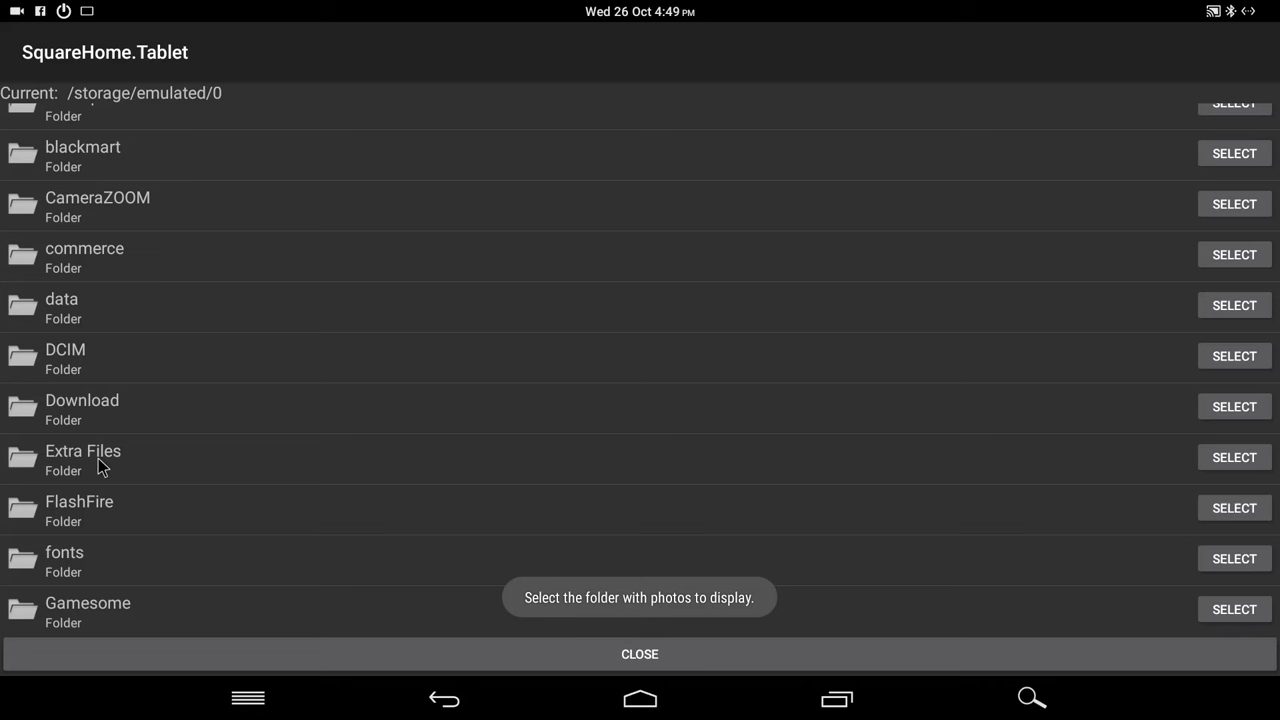 Wed 26 Oct 4:49 PM
SquareHome.Tablet
Current: /storage/emulated/0
Folder
SELECT
blackmart
Folder
SELECT
CameraZOOM
Folder
SELECT
commerce
Folder
SELECT
data
Folder
SELECT
DCIM
Folder
SELECT
Download
Folder
SELECT
Extra Files
Folder
SELECT
FlashFire
Folder
SELECT
fonts
Folder
SELECT
Gamesome
Folder
SELECT
Select the folder with photos to display.
CLOSE